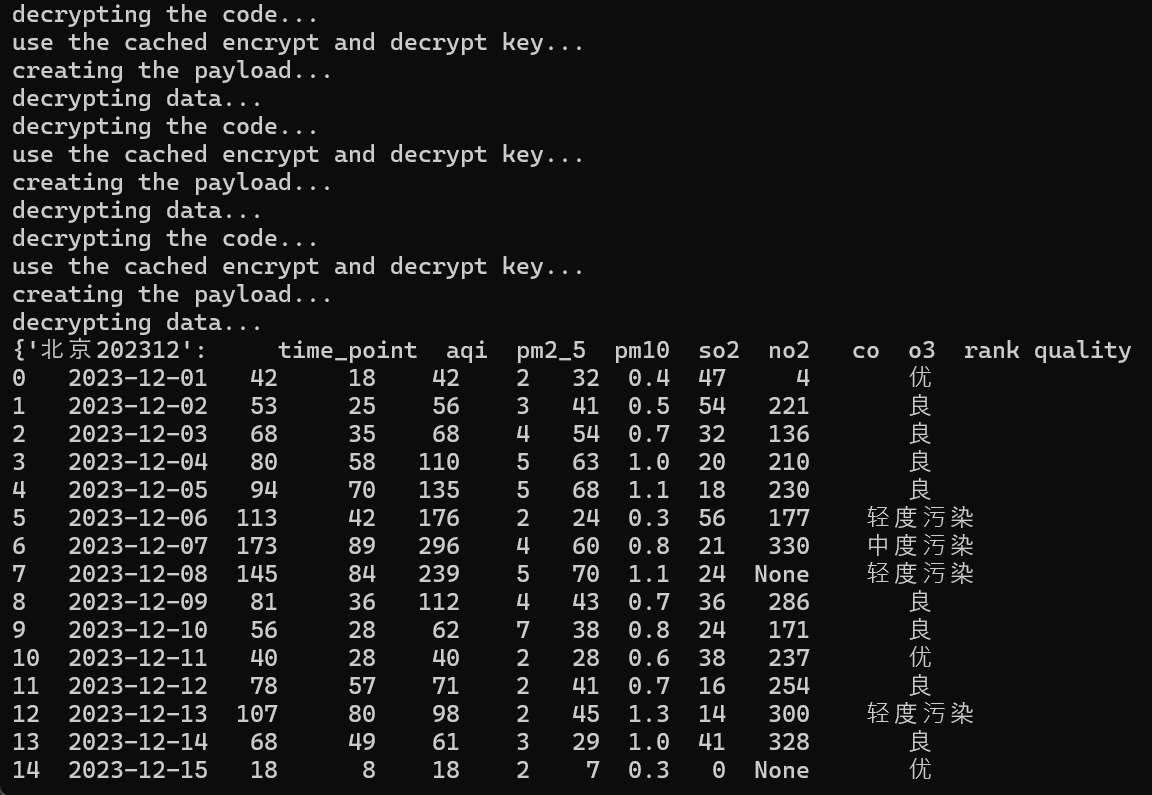 decrypting the code...
use the cached encrypt and decrypt key...
creating the payload...
decrypting data...
decrypting the code...
use the cached encrypt and decrypt key...
creating the payload...
decrypting data...
decrypting the code...
use the cached encrypt and decrypt key...
creating the payload...
decrypting data...
{'北京202312':     time_point  aqi  pm2_5  pm10  so2  no2   co  o3  rank quality
0   2023-12-01   42     18    42    2   32  0.4  47     4       优
1   2023-12-02   53     25    56    3   41  0.5  54   221       良
2   2023-12-03   68     35    68    4   54  0.7  32   136       良
3   2023-12-04   80     58   110    5   63  1.0  20   210       良
4   2023-12-05   94     70   135    5   68  1.1  18   230       良
5   2023-12-06  113     42   176    2   24  0.3  56   177    轻度污染
6   2023-12-07  173     89   296    4   60  0.8  21   330    中度污染
7   2023-12-08  145     84   239    5   70  1.1  24  None    轻度污染
8   2023-12-09   81     36   112    4   43  0.7  36   286       良
9   2023-12-10   56     28    62    7   38  0.8  24   171       良
10  2023-12-11   40     28    40    2   28  0.6  38   237       优
11  2023-12-12   78     57    71    2   41  0.7  16   254       良
12  2023-12-13  107     80    98    2   45  1.3  14   300    轻度污染
13  2023-12-14   68     49    61    3   29  1.0  41   328       良
14  2023-12-15   18      8    18    2    7  0.3   0  None       优